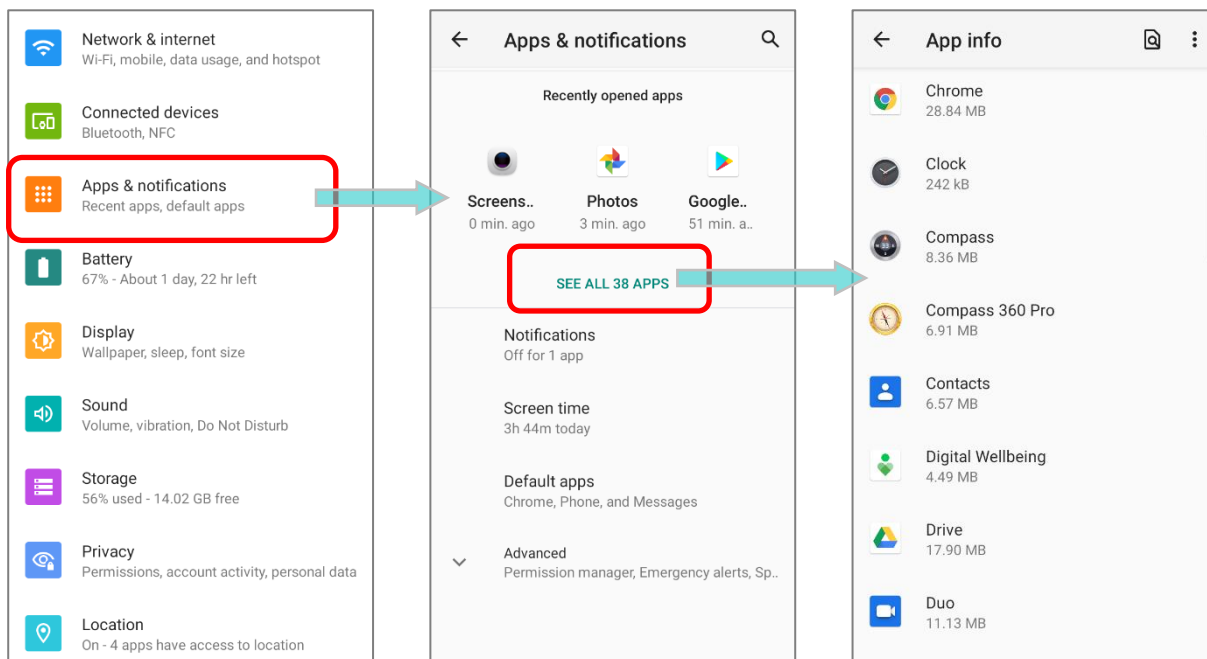 Network & internet
Wi-Fi, mobile, data usage, and hotspot
Connected devices
Bluetooth, NFC
Apps & notifications
Recent apps, default apps
Battery
67% - About 1 day, 22 hr left
Display
Wallpaper, sleep, font size
Sound
Volume, vibration, Do Not Disturb
Storage
56% used - 14.02 GB free
Privacy
Permissions, account activity, personal data
Location
On - 4 apps have access to location
Apps & notifications
Recently opened apps
Screens.. Photos Google..
0 min. ago 3 min. ago 51 min. a..
SEE ALL 38 APPS
Notifications
Off for 1 app
Screen time
3h 44m today
Default apps
Chrome, Phone, and Messages
Advanced
Permission manager, Emergency alerts, Sp..
App info
Chrome
28.84 MB
Clock
242 kB
Compass
8.36 MB
Compass 360 Pro
6.91 MB
Contacts
6.57 MB
Digital Wellbeing
4.49 MB
Drive
17.90 MB
Duo
11.13 MB